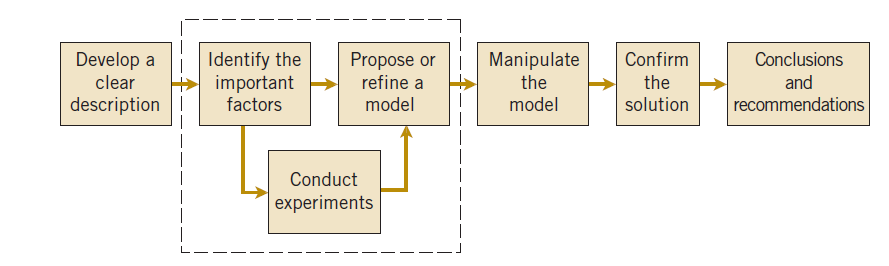 Develop a
clear
description
Identify the
important
factors
Propose or
refine a
model
Manipulate
the
model
Confirm
the
solution
Conclusions
and
recommendations
Conduct
experiments